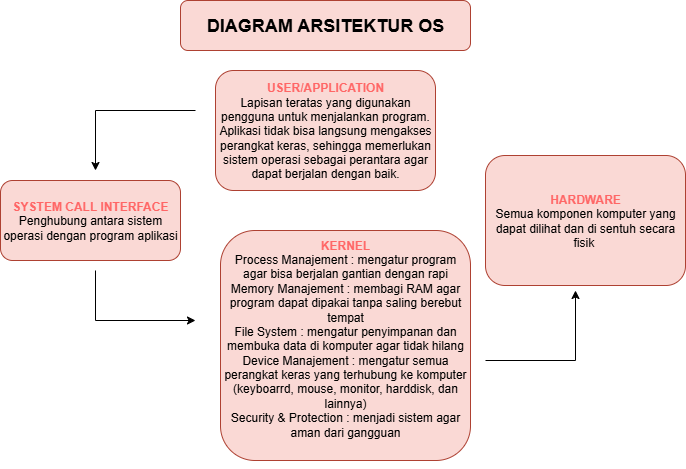 DIAGRAM ARSITEKTUR OS
USER/APPLICATION
Lapisan teratas yang digunakan
pengguna untuk menjalankan program.
Aplikasi tidak bisa langsung mengakses
perangkat keras, sehingga memerlukan
sistem operasi sebagai perantara agar
dapat berjalan dengan baik.
SYSTEM CALL INTERFACE
Penghubung antara sistem
operasi dengan program aplikasi
KERNEL
Process Manajement : mengatur program
agar bisa berjalan gantian dengan rapi
Memory Manajement : membagi RAM agar
program dapat dipakai tanpa saling berebut
tempat
File System : mengatur penyimpanan dan
membuka data di komputer agar tidak hilang
Device Manajement : mengatur semua
perangkat keras yang terhubung ke komputer
(keyboarrd, mouse, monitor, harddisk, dan
lainnya)
Security & Protection : menjadi sistem agar
aman dari gangguan
HARDWARE
Semua komponen komputer yang
dapat dilihat dan di sentuh secara
fisik